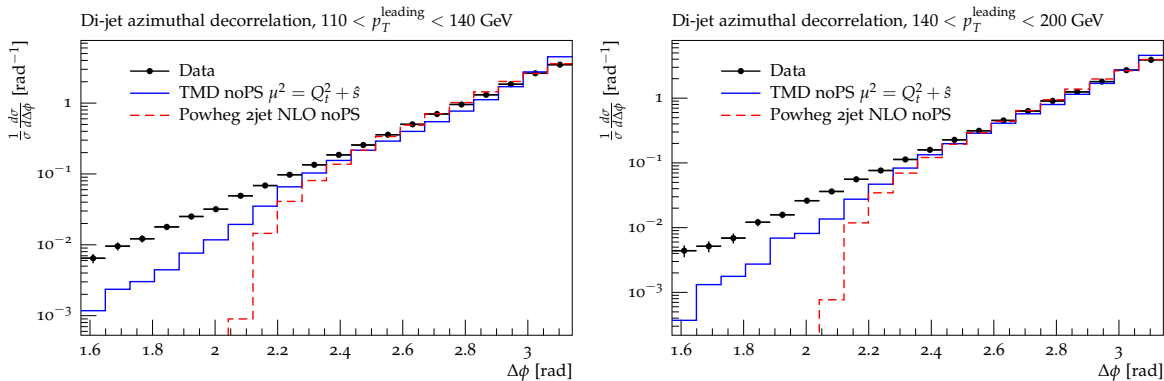 Di-jet azimuthal decorrelation, 110 < p_T^leading < 140 GeV
1/σ dσ/dΔϕ [rad⁻¹]
Data
TMD noPS μ² = Q_t² + ŝ
Powheg 2jet NLO noPS
1
10⁻¹
10⁻²
10⁻³
1.6 1.8 2 2.2 2.4 2.6 2.8 3
Δϕ [rad]
Di-jet azimuthal decorrelation, 140 < p_T^leading < 200 GeV
1/σ dσ/dΔϕ [rad⁻¹]
Data
TMD noPS μ² = Q_t² + ŝ
Powheg 2jet NLO noPS
1
10⁻¹
10⁻²
10⁻³
1.6 1.8 2 2.2 2.4 2.6 2.8 3
Δϕ [rad]